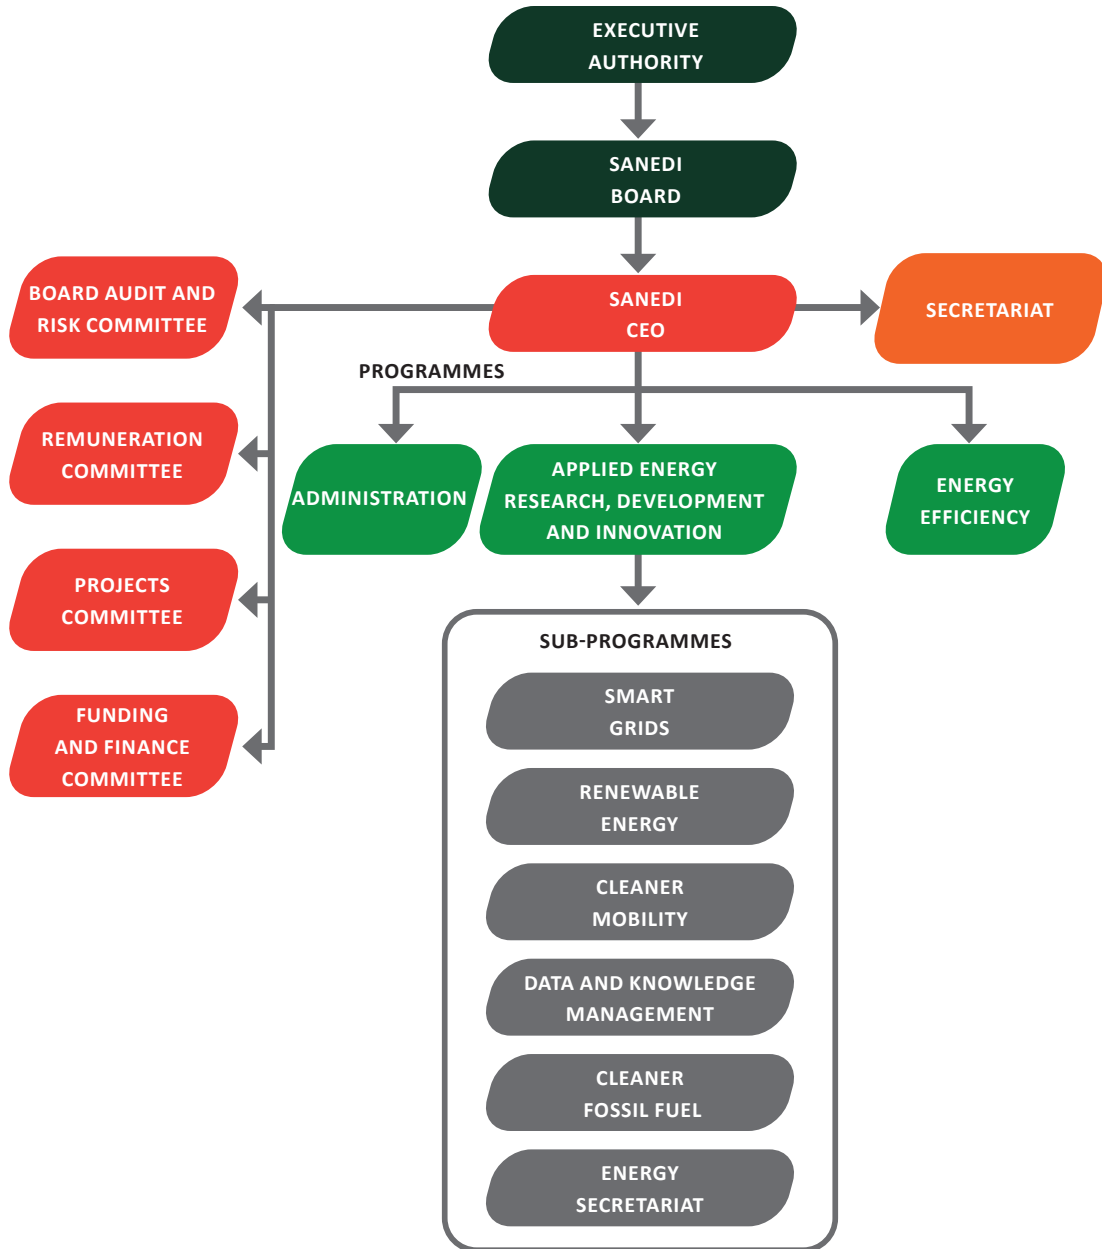 EXECUTIVE
AUTHORITY
SANEDI
BOARD
SANEDI
CEO
BOARD AUDIT AND
RISK COMMITTEE
SECRETARIAT
PROGRAMMES
REMUNERATION
COMMITTEE
PROJECTS
COMMITTEE
FUNDING
AND FINANCE
COMMITTEE
ADMINISTRATION
APPLIED ENERGY
RESEARCH, DEVELOPMENT
AND INNOVATION
ENERGY
EFFICIENCY
SUB-PROGRAMMES
SMART
GRIDS
RENEWABLE
ENERGY
CLEANER
MOBILITY
DATA AND KNOWLEDGE
MANAGEMENT
CLEANER
FOSSIL FUEL
ENERGY
SECRETARIAT